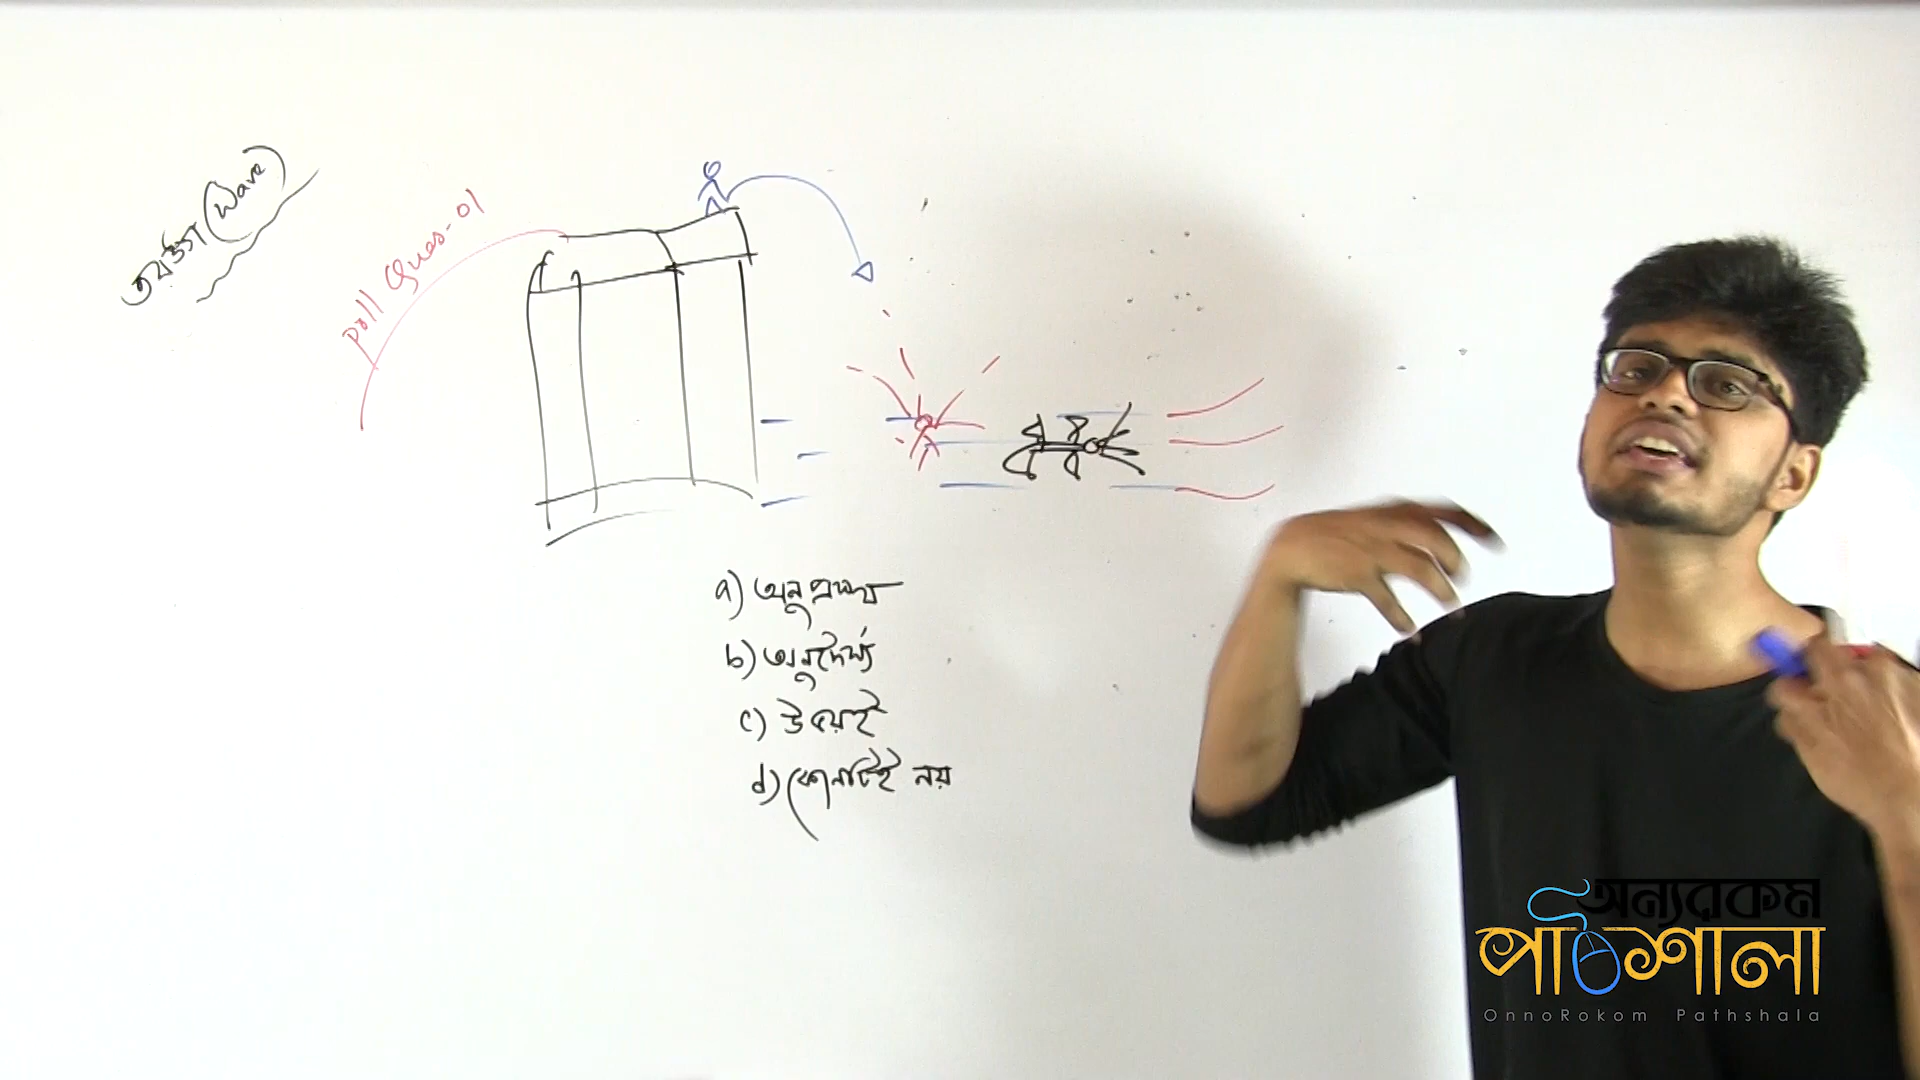 তরঙ্গ (Wave)
Poll Ques-01
a) অনুপ্রস্থ
b) অনুদৈর্ঘ্য
c) উভয়ই
d) কোনটিই নয়
অন্যরকম
পাঠশালা
OnnoRokom Pathshala